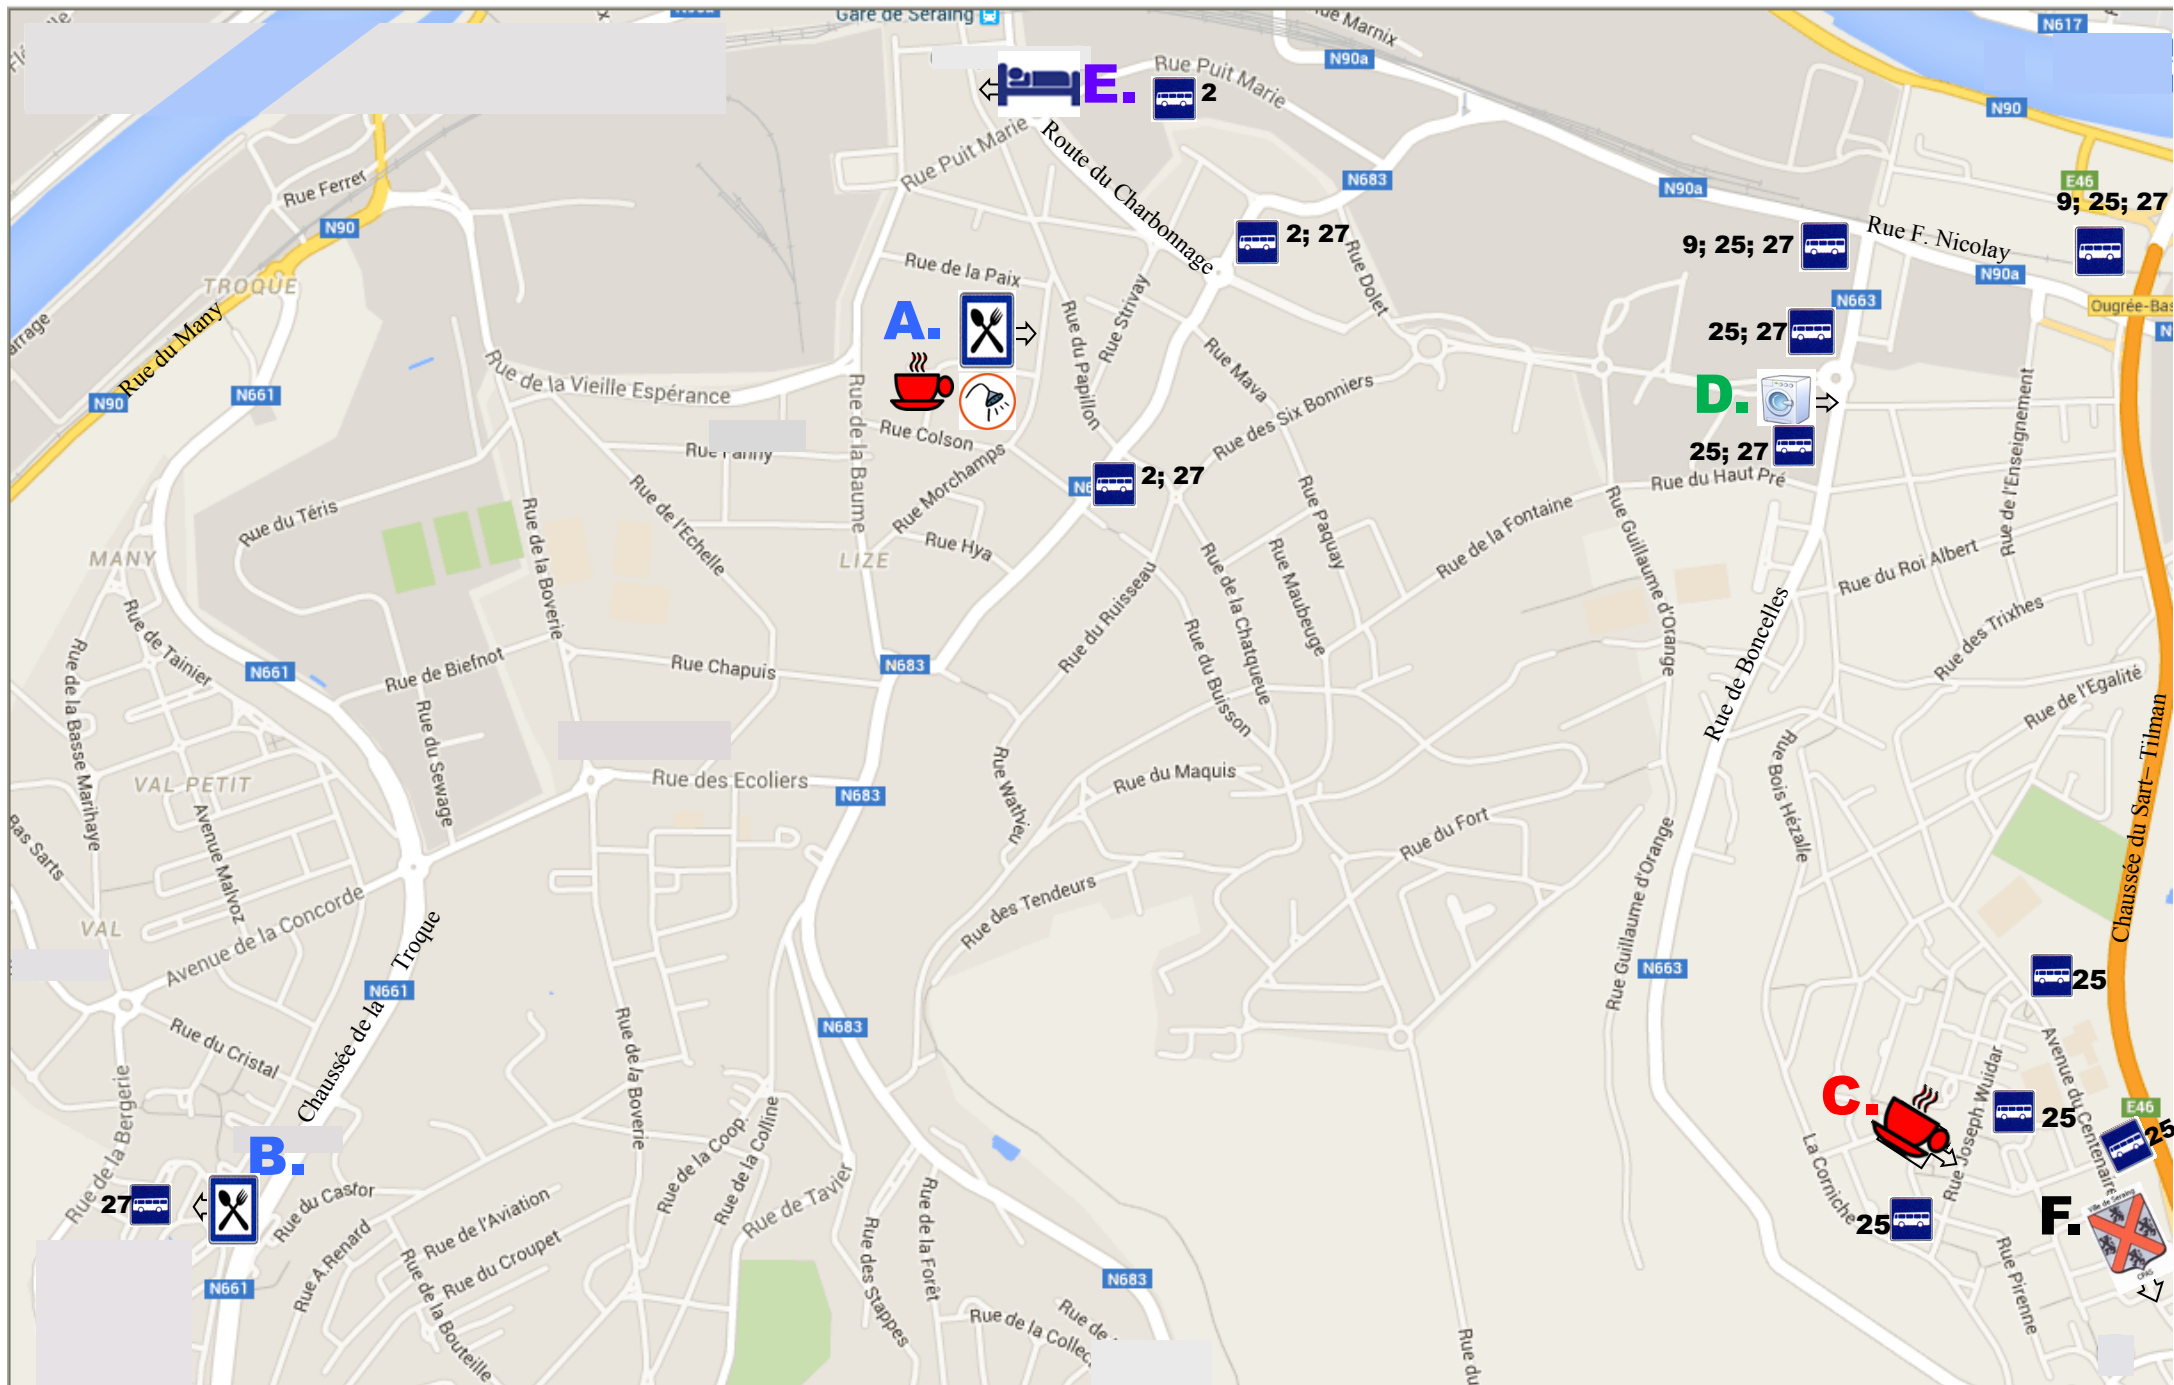 Gare de Seraing
Rue Marnix
N617
N90a
Rue Puit Marie
E.
2
N90
Route du Charbonnage
Rue Puit Marie
N683
N90a
E46
9; 25; 27
Rue Ferrer
N90
2; 27
9; 25; 27
Rue F. Nicolay
N90a
TROQUE
Rue de la Paix
Rue Dolet
N663
Rue du Many
A.
Rue du Papillon
Rue Strivay
25; 27
Rue de la Vieille Espérance
Rue Mava
N661
N90
D.
Rue des Six Bonniers
Rue de la Baume
Rue Colson
25; 27
Rue de l'Enseignement
Rue Morchamps
2; 27
Rue du Haut Pré
Rue de l'Echelle
Rue Paquay
Rue de la Fontaine
Rue Guillaume d'Orange
Rue du Téris
Rue de la Boverie
Rue Hya
MANY
LIZE
Rue de la Chatqueue
Rue Maubeuge
Rue du Roi Albert
Rue du Ruisseau
Rue de Boncelles
Rue des Trixhes
Rue de Tainier
Rue de Biefnot
Rue Chapuis
N683
Rue du Buisson
N661
Rue de la Basse Marihaye
Rue du Sewage
Rue de l'Egalité
Chaussée du Sart– Tilman
VAL PETIT
Rue des Ecoliers
N683
Rue Wathieu
Rue du Maquis
Rue Bois Hézalle
Avenue Malvoz
Bas Sarts
Rue du Fort
Rue Guillaume d'Orange
VAL
Avenue de la Concorde
Rue des Tendeurs
N661
Chaussée de la Troque
N663
25
Rue du Cristal
N683
Rue de la Boverie
Avenue du Centenaire
Rue de la Bergerie
C.
Rue Joseph Wuidar
25
E46
25
Rue de la Coop.
Rue de la Colline
B.
27
Rue du Castor
Rue de Tavier
La Corniche
25
F.
Ville de Seraing
CPAS
Rue A.Renard
Rue de l'Aviation
Rue du Croupet
Rue de la Bouteille
Rue des Stappes
Rue de la Forêt
Rue Pirenne
N661
N683
Rue de la Collec
Rue de
Rue du